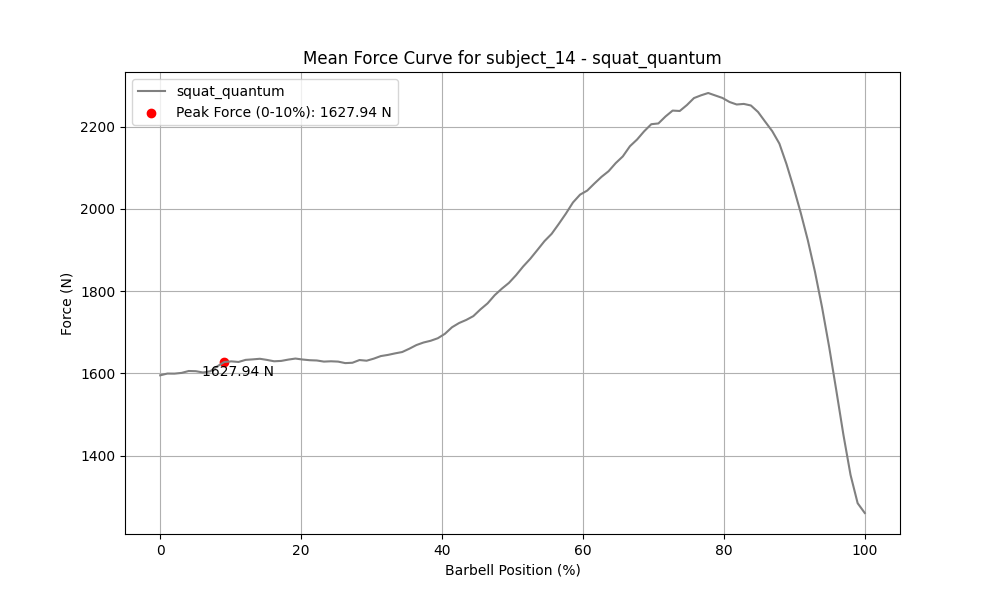 Mean Force Curve for subject_14 - squat_quantum
squat_quantum
Peak Force (0-10%): 1627.94 N
2200
2000
1800
1600
1400
Force (N)
1627.94 N
0 20 40 60 80 100
Barbell Position (%)